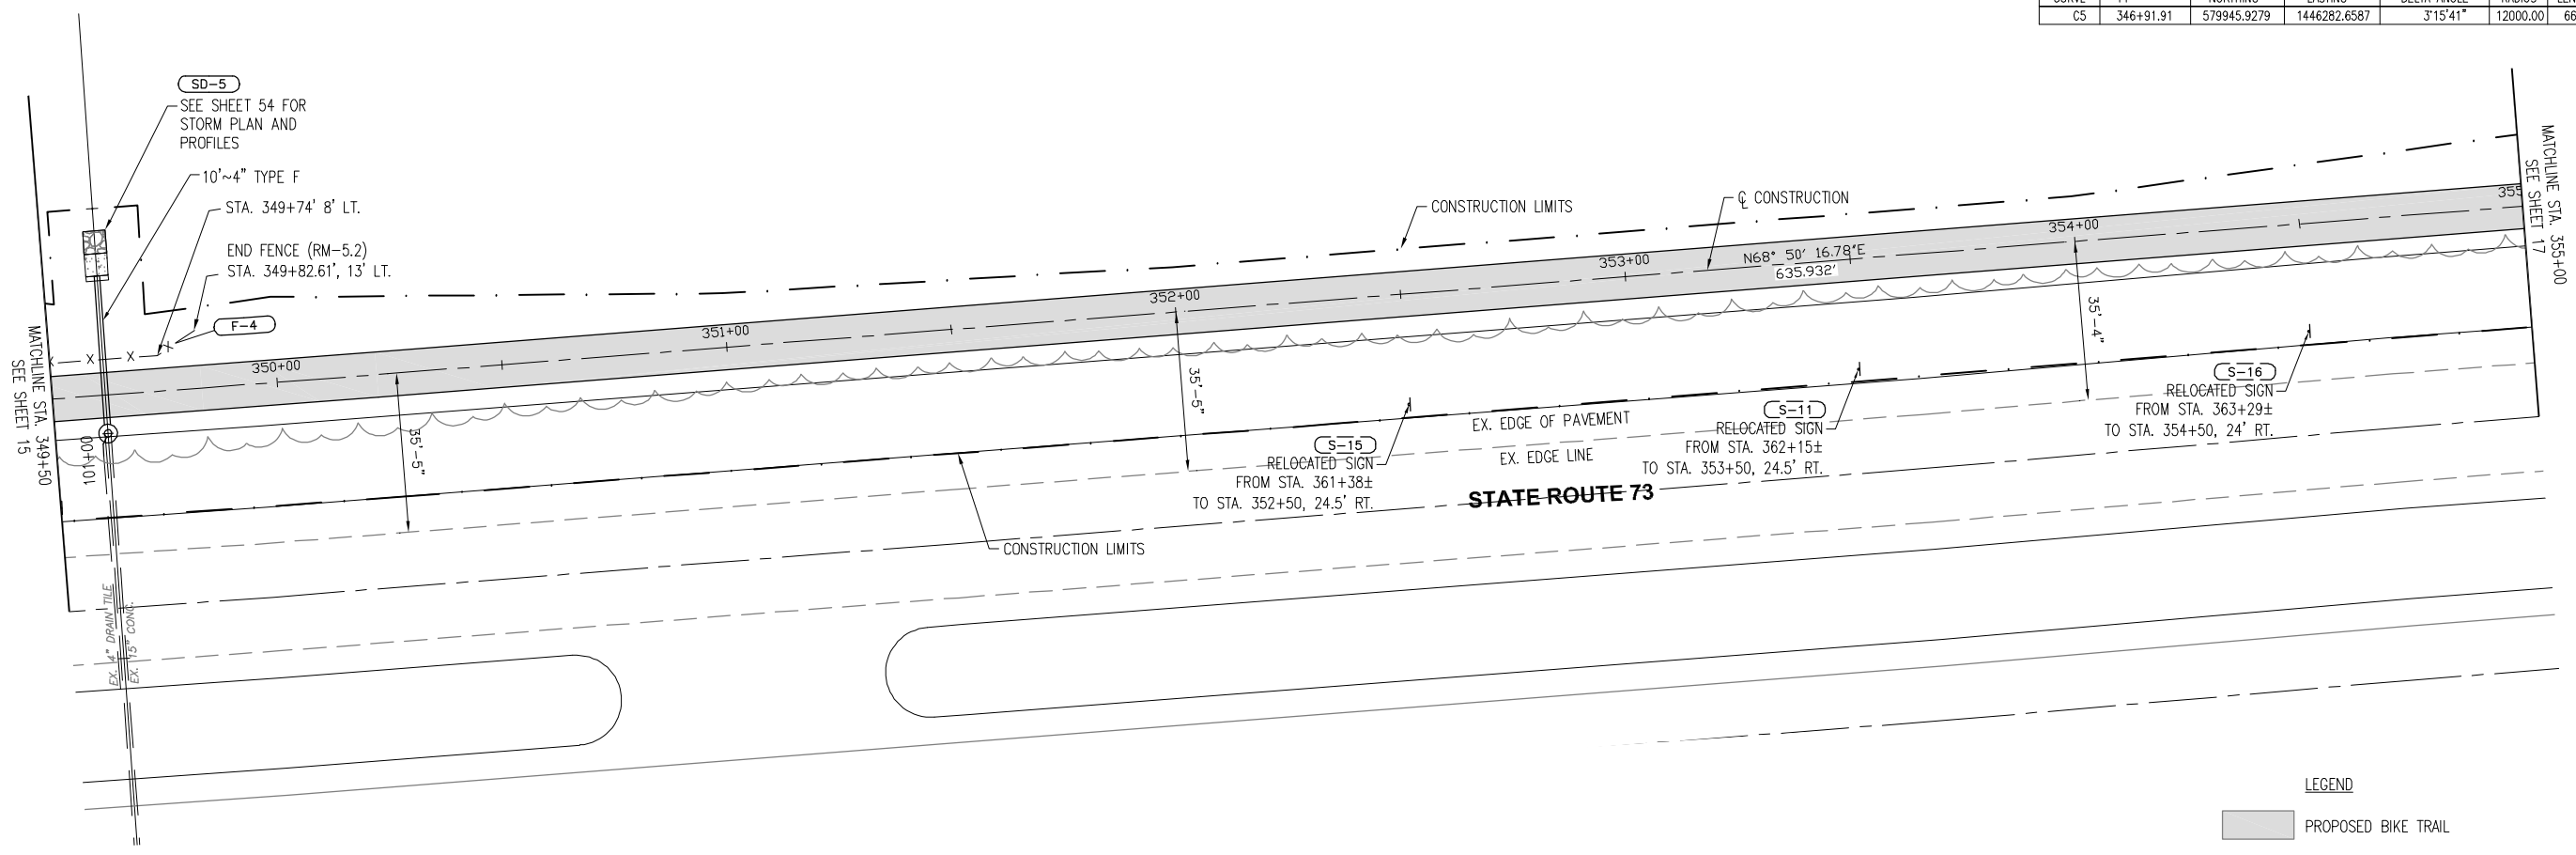 C5 346+91.91 579945.9279 1446282.6587 3°15'41" 12000.00
SD-5
SEE SHEET 54 FOR
STORM PLAN AND
PROFILES
10'~4" TYPE F
STA. 349+74' 8' LT.
END FENCE (RM-5.2)
STA. 349+82.61', 13' LT.
F-4
MATCHLINE STA. 349+50
SEE SHEET 15
X X X
101+00
350+00
351+00
352+00
353+00
354+00
355
CONSTRUCTION LIMITS
℄ CONSTRUCTION
N68° 50' 16.78"E
635.932'
MATCHLINE STA. 355+00
SEE SHEET 17
35'-5"
35'-5"
35'-4"
EX. EDGE OF PAVEMENT
EX. EDGE LINE
S-15
RELOCATED SIGN
FROM STA. 361+38±
TO STA. 352+50, 24.5' RT.
S-11
RELOCATED SIGN
FROM STA. 362+15±
TO STA. 353+50, 24.5' RT.
S-16
RELOCATED SIGN
FROM STA. 363+29±
TO STA. 354+50, 24' RT.
STATE ROUTE 73
CONSTRUCTION LIMITS
EX. 4" DRAIN TILE
EX. 15" CONC.
LEGEND
PROPOSED BIKE TRAIL